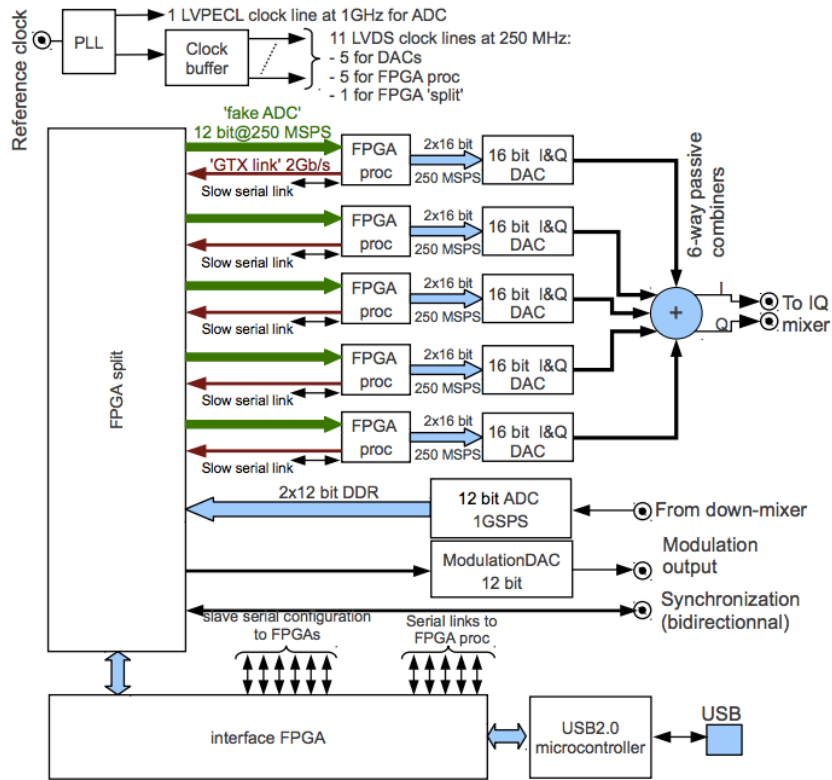 Reference clock
PLL
1 LVPECL clock line at 1GHz for ADC
Clock
buffer
11 LVDS clock lines at 250 MHz:
- 5 for DACs
- 5 for FPGA proc
- 1 for FPGA 'split'
FPGA split
'fake ADC'
12 bit@250 MSPS
'GTX link' 2Gb/s
Slow serial link
FPGA
proc
2x16 bit
250 MSPS
16 bit I&Q
DAC
Slow serial link
FPGA
proc
2x16 bit
250 MSPS
16 bit I&Q
DAC
Slow serial link
FPGA
proc
2x16 bit
250 MSPS
16 bit I&Q
DAC
Slow serial link
FPGA
proc
2x16 bit
250 MSPS
16 bit I&Q
DAC
Slow serial link
FPGA
proc
2x16 bit
250 MSPS
16 bit I&Q
DAC
6-way passive
combiners
+
I
Q
To IQ
mixer
2x12 bit DDR
12 bit ADC
1GSPS
From down-mixer
ModulationDAC
12 bit
Modulation
output
Synchronization
(bidirectionnal)
slave serial configuration
to FPGAs
Serial links to
FPGA proc
interface FPGA
USB2.0
microcontroller
USB